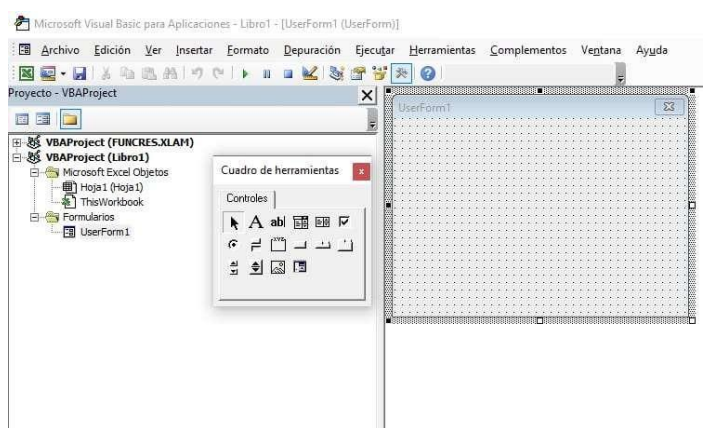 Microsoft Visual Basic para Aplicaciones - Libro1 - [UserForm1 (UserForm)]
Archivo Edición Ver Insertar Formato Depuración Ejecutar Herramientas Complementos Ventana Ayuda
Proyecto - VBAProject
UserForm1
VBAProject (FUNCRES.XLAM)
VBAProject (Libro1)
Microsoft Excel Objetos
Hoja1 (Hoja1)
ThisWorkbook
Formularios
UserForm1
Cuadro de herramientas
Controles
A ab
XYZ